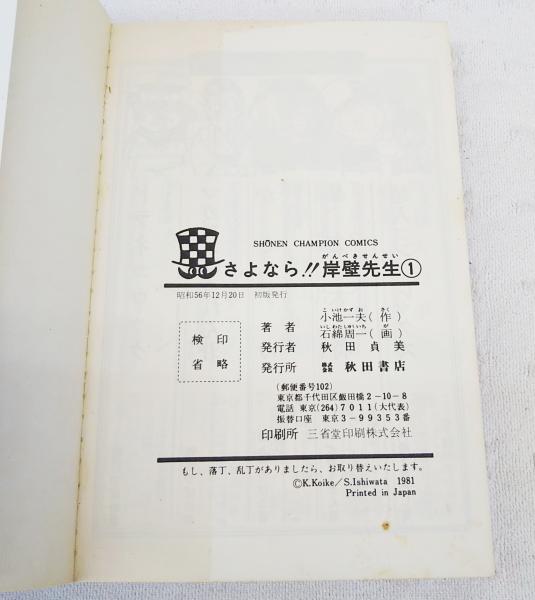 SHŌNEN CHAMPION COMICS
がんぺきせんせい
さよなら!!岸壁先生①
昭和56年12月20日 初版発行
検印
省略
こいけかずお さく
著者 小池一夫(作)
いしわたしゅういち が
石綿周一(画)
発行者 秋田貞美
発行所 株式会社 秋田書店
(郵便番号102)
東京都千代田区飯田橋2-10-8
電話 東京(264)7011(大代表)
振替口座 東京3-99353番
印刷所 三省堂印刷株式会社
もし、落丁、乱丁がありましたら、お取り替えいたします。
©K.Koike/S.Ishiwata 1981
Printed in Japan